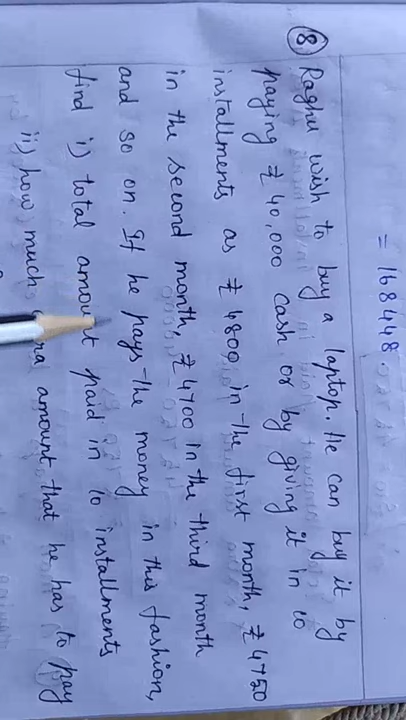 = 168448.
⑧ Raghu wish to buy a laptop. He can buy it by
paying ₹ 40,000 cash or by giving it in 10
installments as ₹ 4800 in the first month, ₹ 4750
in the second month, ₹ 4700 in the third month
and so on. If he pays the money in this fashion,
find i) total amount paid in 10 installments
ii) how much amount, that he has to pay